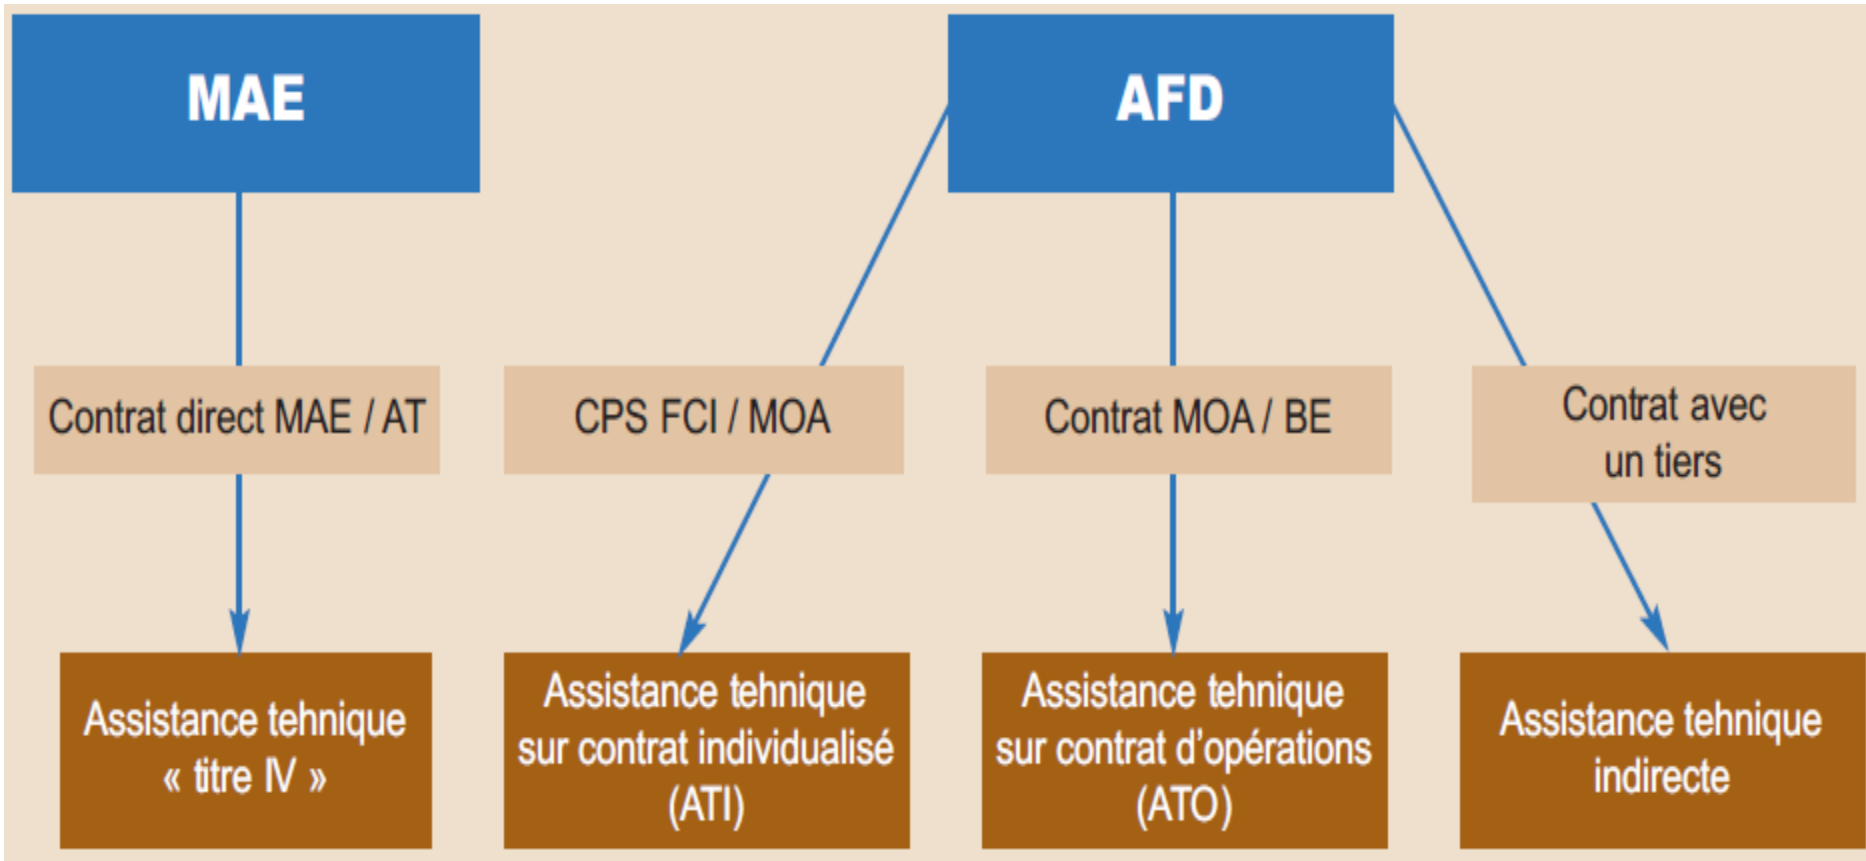 MAE
AFD
Contrat direct MAE / AT
CPS FCI / MOA
Contrat MOA / BE
Contrat avec
un tiers
Assistance tehnique
« titre IV »
Assistance tehnique
sur contrat individualisé
(ATI)
Assistance tehnique
sur contrat d’opérations
(ATO)
Assistance tehnique
indirecte